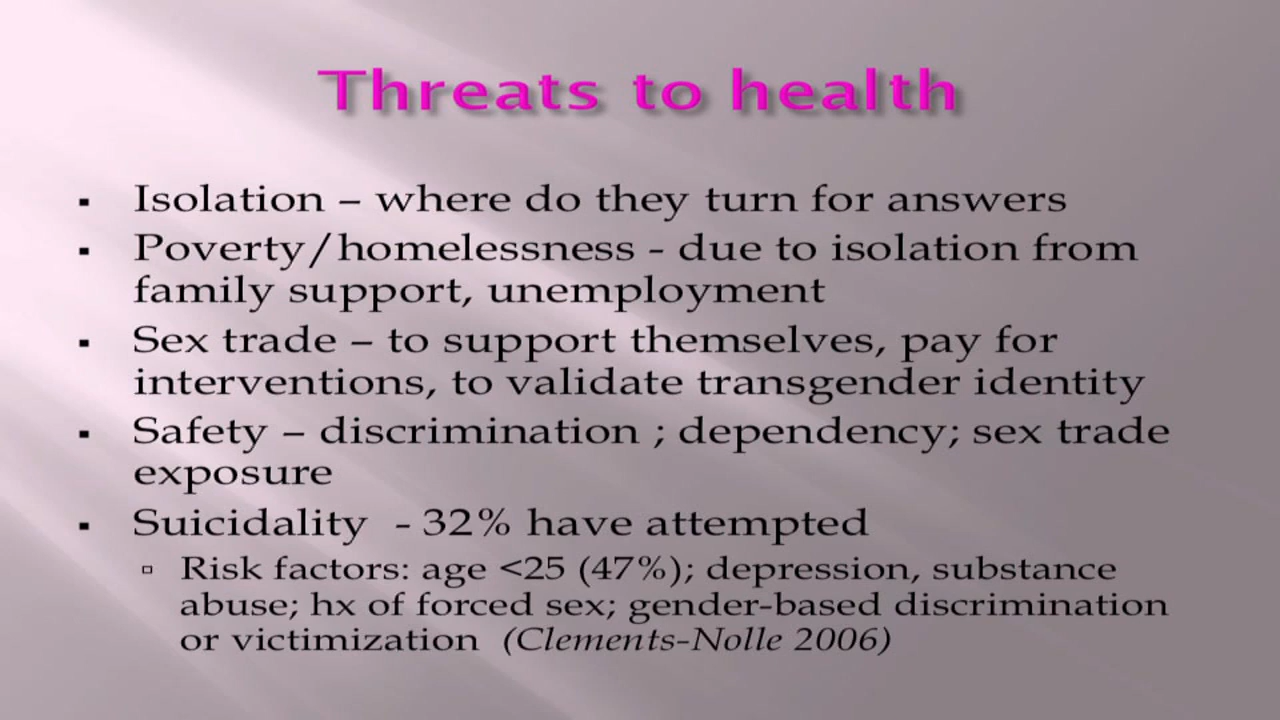 Threats to health
▪ Isolation – where do they turn for answers
▪ Poverty/homelessness - due to isolation from
family support, unemployment
▪ Sex trade – to support themselves, pay for
interventions, to validate transgender identity
▪ Safety – discrimination ; dependency; sex trade
exposure
▪ Suicidality - 32% have attempted
▫ Risk factors: age <25 (47%); depression, substance
abuse; hx of forced sex; gender-based discrimination
or victimization (Clements-Nolle 2006)